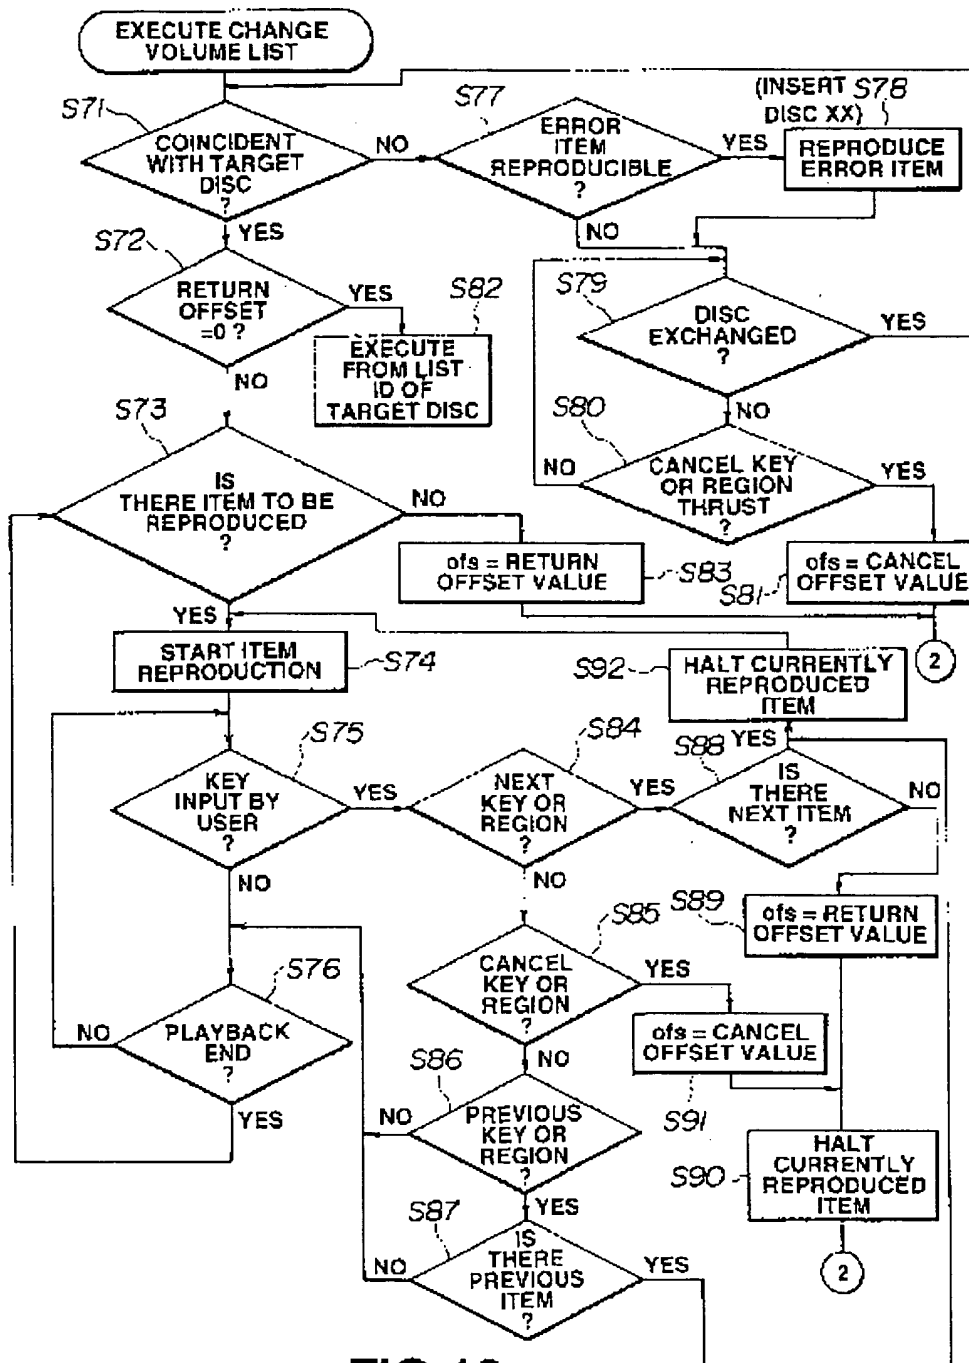 EXECUTE CHANGE
VOLUME LIST
S71
COINCIDENT
WITH TARGET
DISC
?
NO
YES
S77
ERROR
ITEM
REPRODUCIBLE
?
YES
NO
(INSERT
DISC XX)
S78
REPRODUCE
ERROR ITEM
S72
RETURN
OFFSET
=0 ?
YES
NO
S82
EXECUTE
FROM LIST
ID OF
TARGET DISC
S79
DISC
EXCHANGED
?
YES
NO
S80
CANCEL KEY
OR REGION
THRUST
?
NO
YES
S73
IS
THERE ITEM TO BE
REPRODUCED
?
NO
YES
ofs = RETURN
OFFSET VALUE
S83
S81
ofs = CANCEL
OFFSET VALUE
2
START ITEM
REPRODUCTION
S74
S92
HALT CURRENTLY
REPRODUCED
ITEM
S75
KEY
INPUT BY
USER
?
YES
NO
S84
NEXT
KEY OR
REGION
?
YES
NO
S88
YES
IS
THERE
NEXT ITEM
?
NO
S89
ofs = RETURN
OFFSET VALUE
S85
CANCEL
KEY OR
REGION
?
YES
NO
ofs = CANCEL
OFFSET VALUE
S91
S76
PLAYBACK
END
?
NO
YES
S86
PREVIOUS
KEY OR
REGION
?
NO
YES
S90
HALT
CURRENTLY
REPRODUCED
ITEM
2
S87
IS
THERE
PREVIOUS
ITEM
?
NO
YES